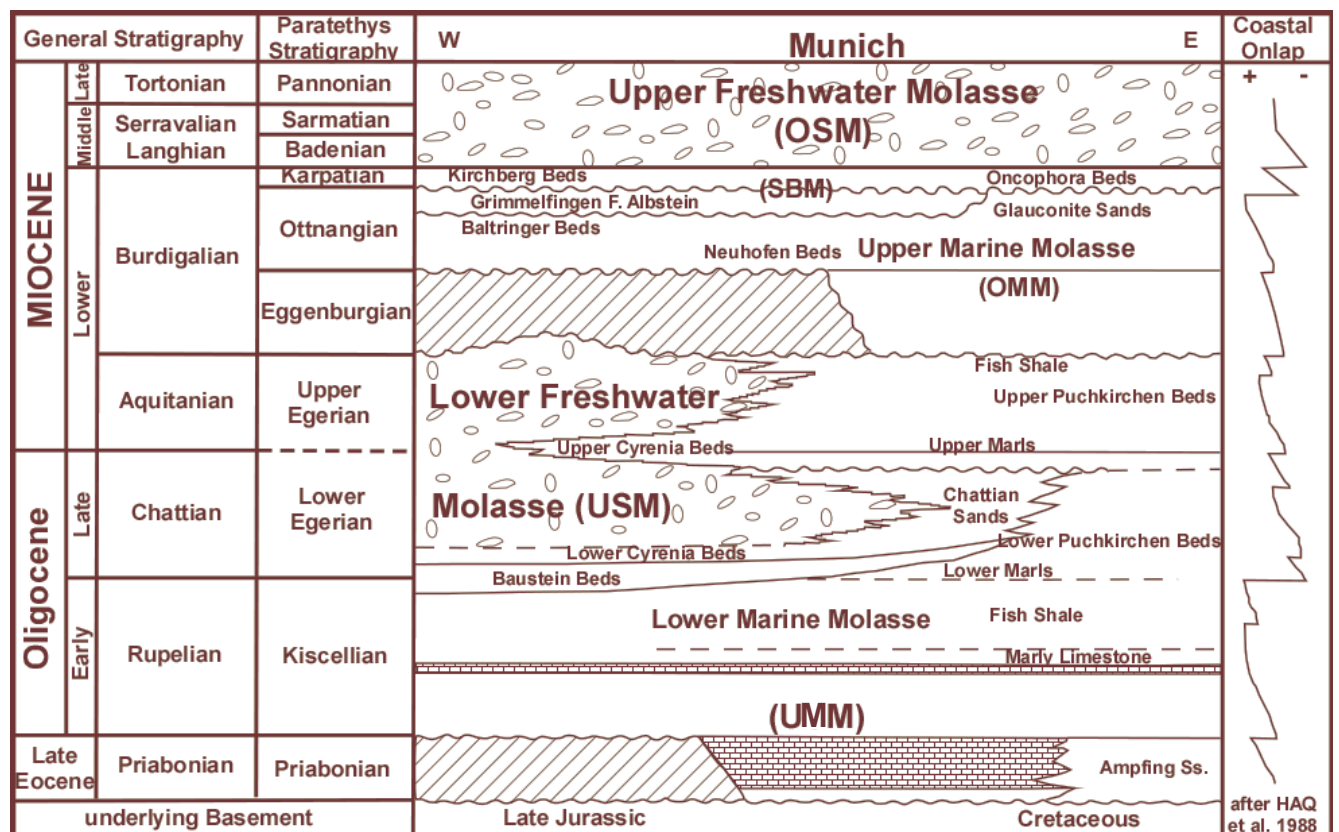 General Stratigraphy
Paratethys
Stratigraphy
W
Munich
E
Coastal
Onlap
+ -
MIOCENE
Late
Tortonian
Pannonian
Upper Freshwater Molasse
(OSM)
Middle
Serravalian
Langhian
Sarmatian
Badenian
Lower
Burdigalian
Karpatian
Kirchberg Beds
(SBM)
Oncophora Beds
Grimmelfingen F. Albstein
Glauconite Sands
Ottnangian
Baltringer Beds
Neuhofen Beds
Upper Marine Molasse
(OMM)
Eggenburgian
Fish Shale
Aquitanian
Upper
Egerian
Lower Freshwater
Upper Puchkirchen Beds
Upper Cyrenia Beds
Upper Marls
Oligocene
Late
Chattian
Lower
Egerian
Molasse (USM)
Chattian
Sands
Lower Puchkirchen Beds
Lower Cyrenia Beds
Lower Marls
Baustein Beds
Early
Rupelian
Kiscellian
Lower Marine Molasse
Fish Shale
Marly Limestone
(UMM)
Late
Eocene
Priabonian
Priabonian
Ampfing Ss.
underlying Basement
Late Jurassic
Cretaceous
after HAQ
et al. 1988